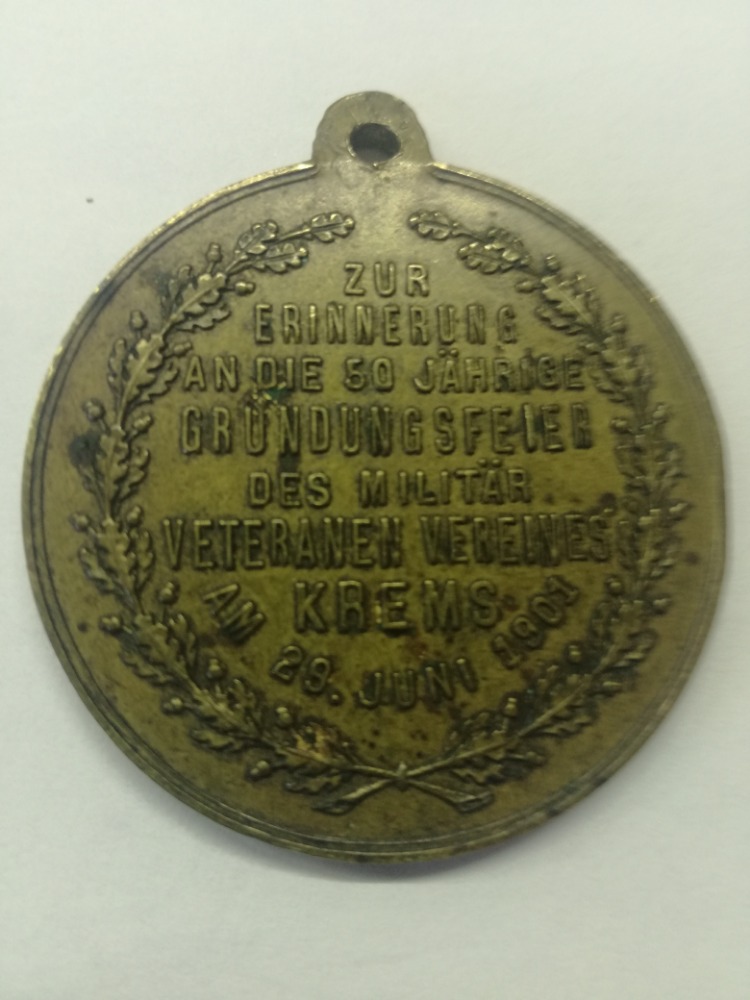 ZUR
ERINNERUNG
AN DIE 50 JÄHRIGE
GRÜNDUNGSFEIER
DES MILITÄR
VETERANEN VEREINES
KREMS
AM 29. JUNI 1901